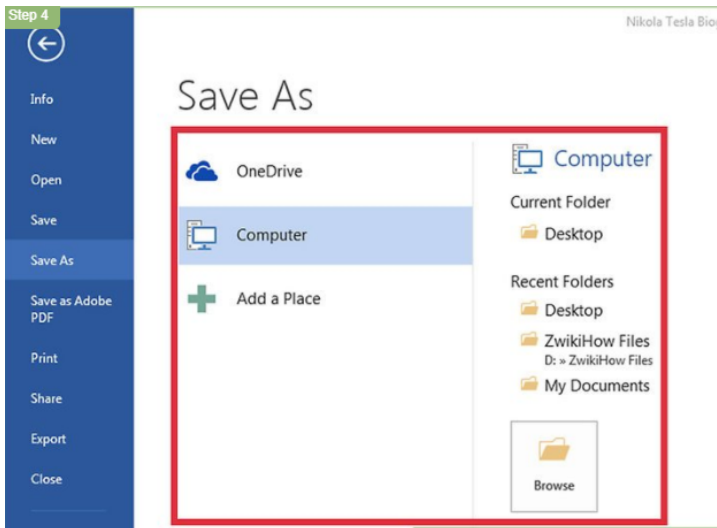 Step 4
Nikola Tesla Biog
Info
New
Open
Save
Save As
Save as Adobe
PDF
Print
Share
Export
Close
Save As
OneDrive
Computer
Add a Place
Computer
Current Folder
Desktop
Recent Folders
Desktop
ZwikiHow Files
D: » ZwikiHow Files
My Documents
Browse